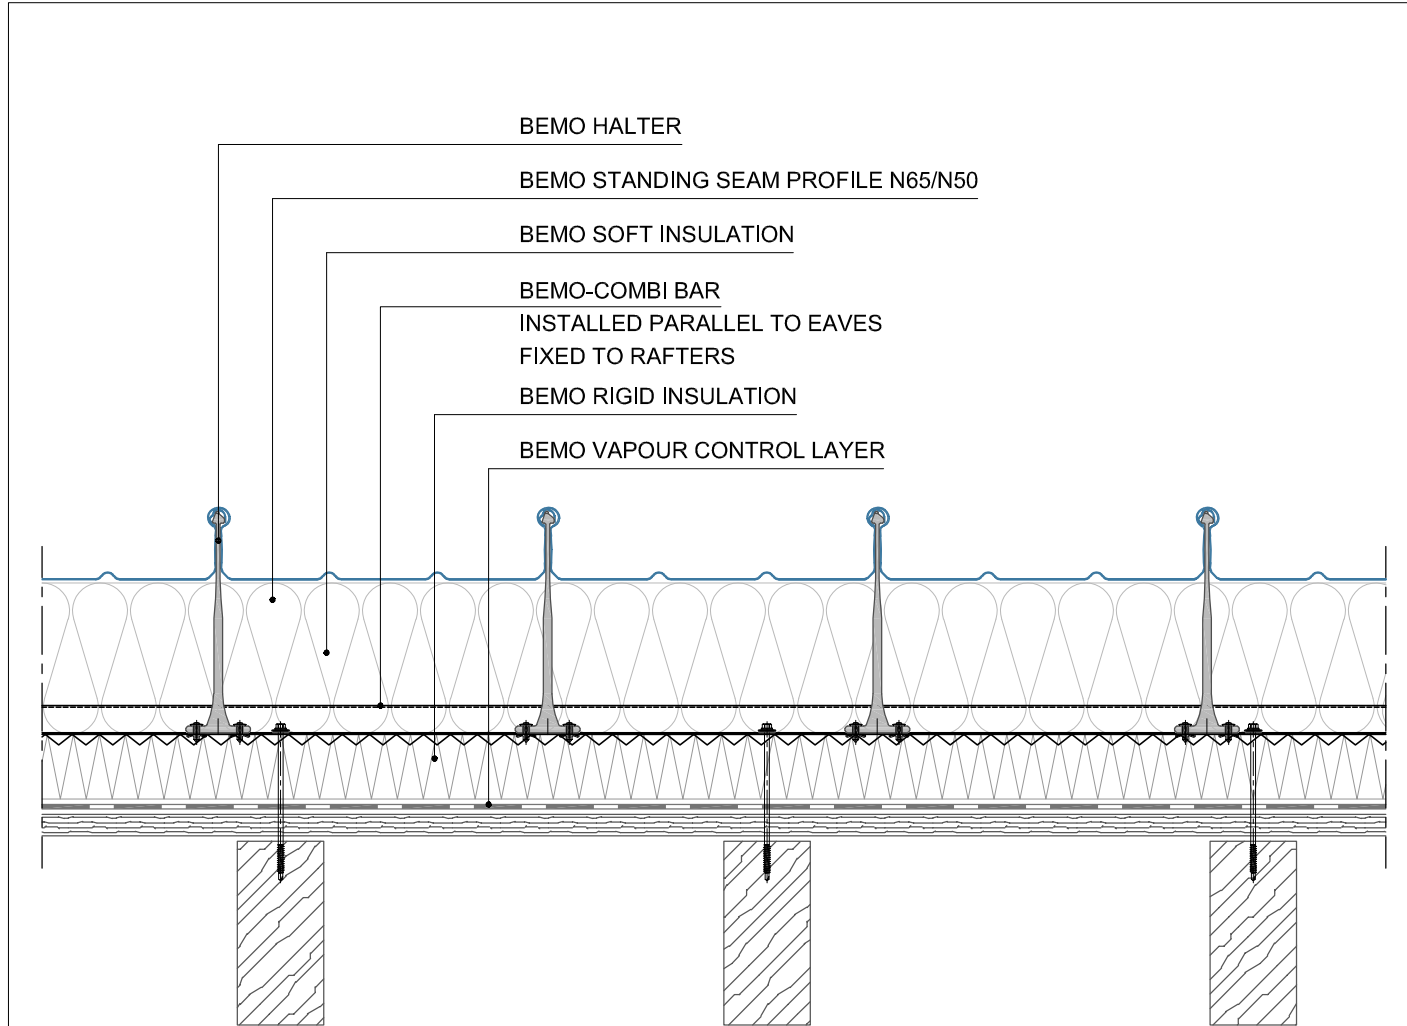 BEMO HALTER
BEMO STANDING SEAM PROFILE N65/N50
BEMO SOFT INSULATION
BEMO-COMBI BAR
INSTALLED PARALLEL TO EAVES
FIXED TO RAFTERS
BEMO RIGID INSULATION
BEMO VAPOUR CONTROL LAYER